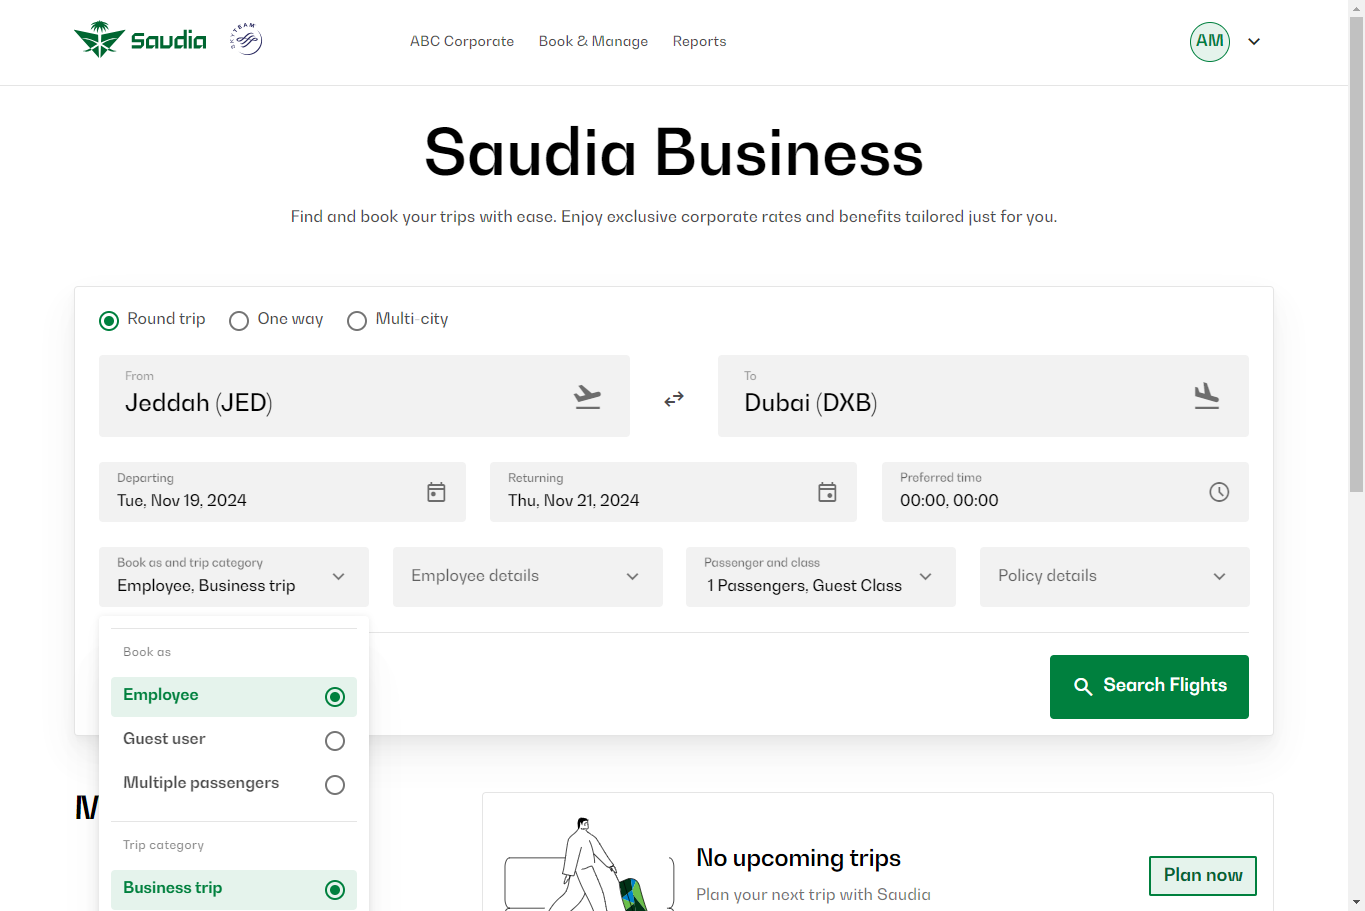 Saudia
SKYTEAM
ABC Corporate
Book & Manage
Reports
AM
Saudia Business
Find and book your trips with ease. Enjoy exclusive corporate rates and benefits tailored just for you.
Round trip
One way
Multi-city
From
Jeddah (JED)
To
Dubai (DXB)
Departing
Tue, Nov 19, 2024
Returning
Thu, Nov 21, 2024
Preferred time
00:00, 00:00
Book as and trip category
Employee, Business trip
Employee details
Passenger and class
1 Passengers, Guest Class
Policy details
Search Flights
Book as
Employee
Guest user
Multiple passengers
Trip category
Business trip
No upcoming trips
Plan your next trip with Saudia
Plan now